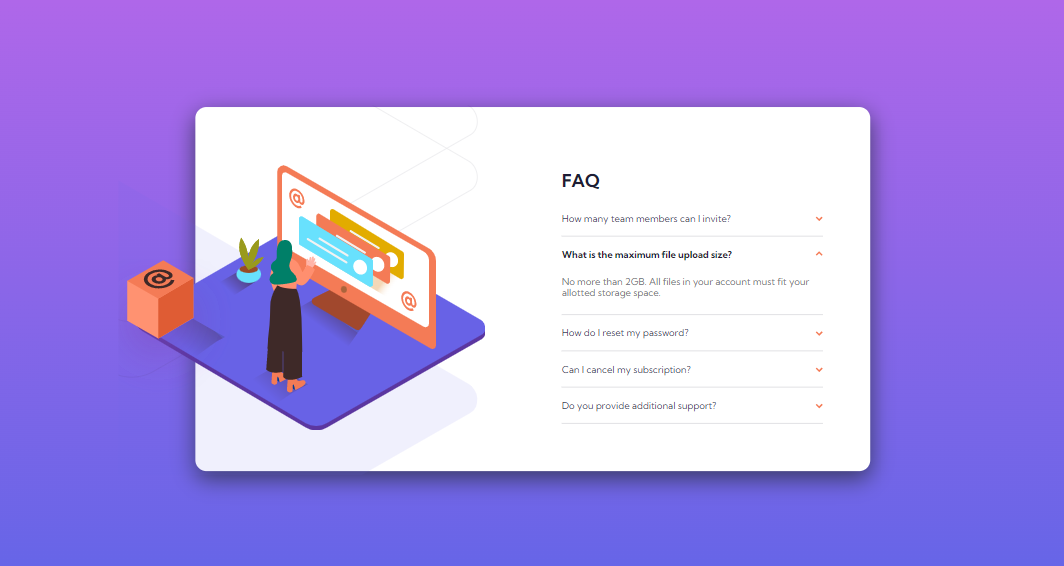 FAQ
How many team members can I invite?
What is the maximum file upload size?
No more than 2GB. All files in your account must fit your
allotted storage space.
How do I reset my password?
Can I cancel my subscription?
Do you provide additional support?
@
@
@